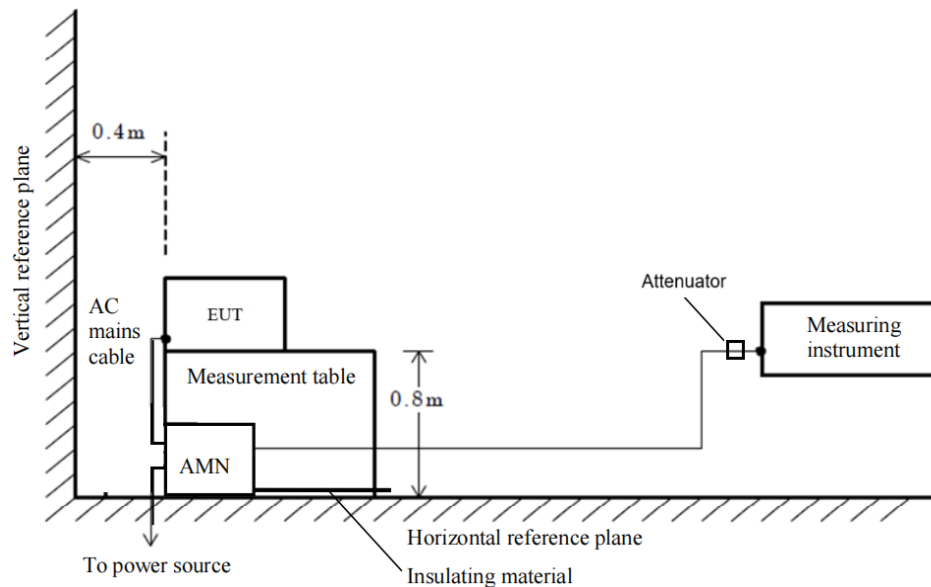 Vertical reference plane
0.4m
AC
mains
cable
EUT
Measurement table
0.8m
AMN
Attenuator
Measuring
instrument
Horizontal reference plane
To power source
Insulating material